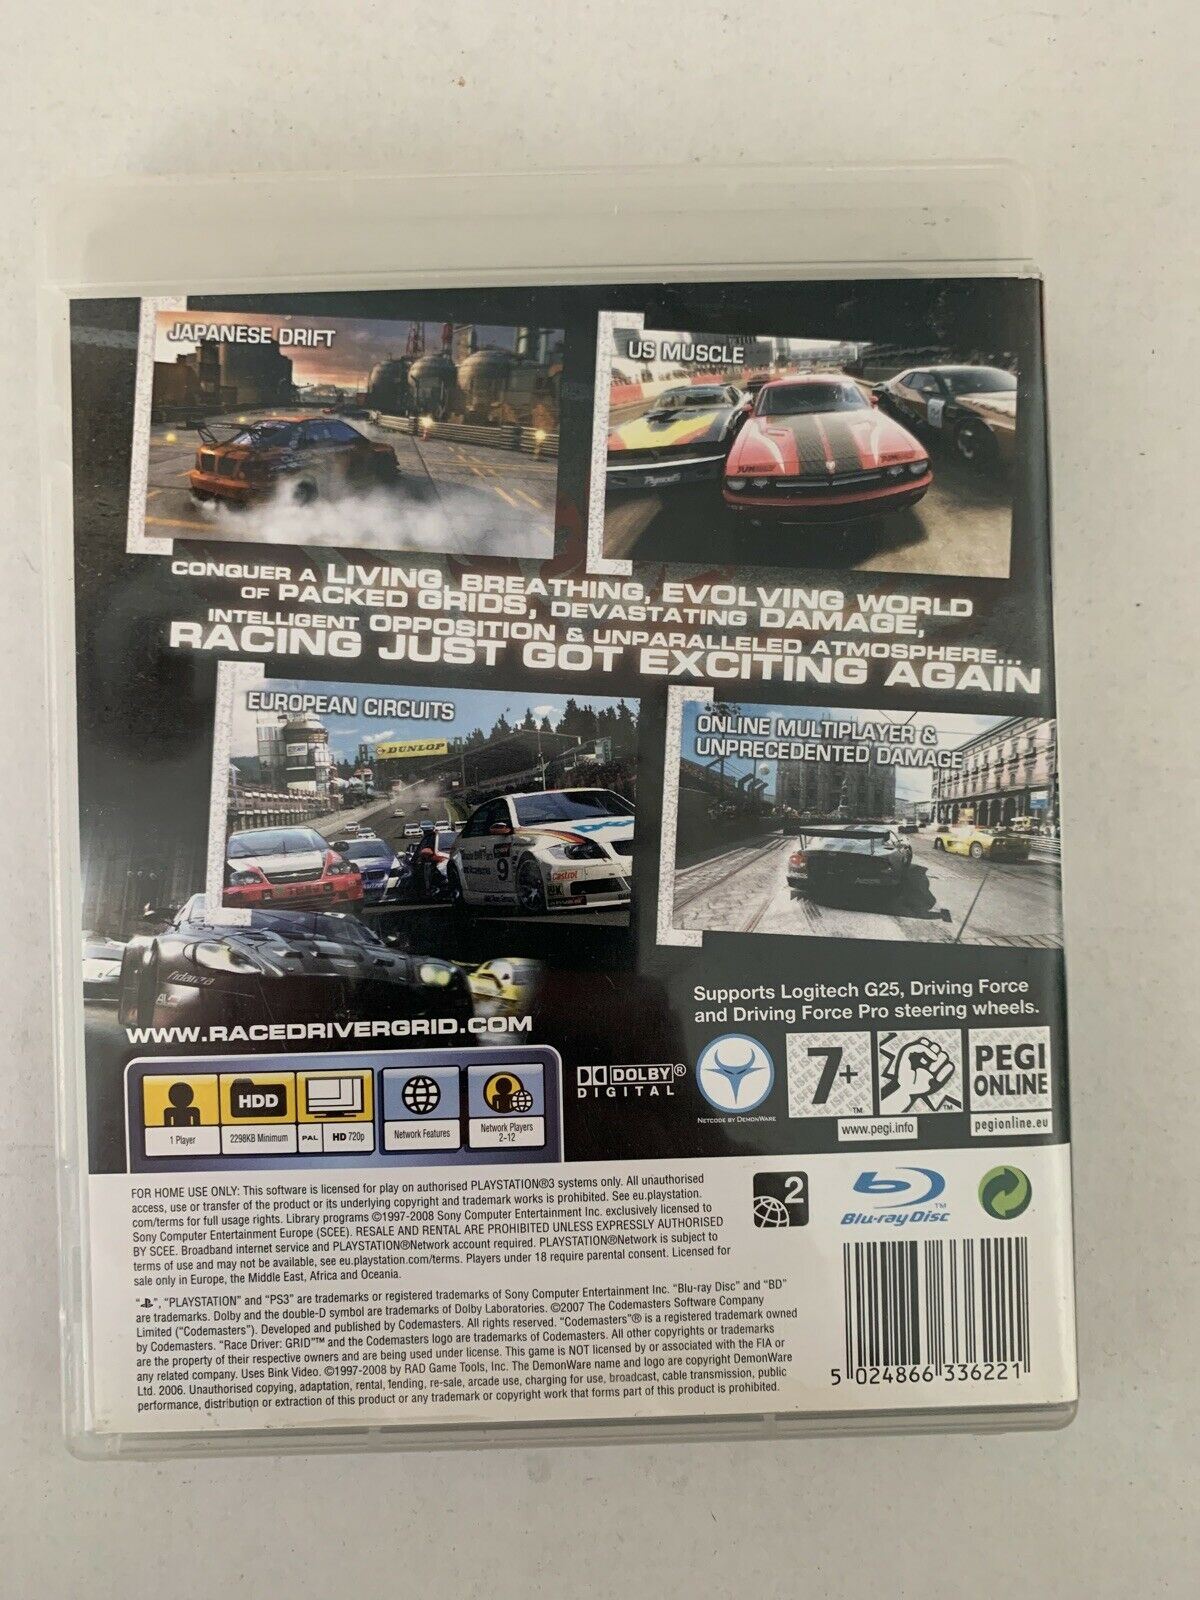 JAPANESE DRIFT
US MUSCLE
Plymouth
CONQUER A LIVING, BREATHING, EVOLVING WORLD
OF PACKED GRIDS, DEVASTATING DAMAGE,
INTELLIGENT OPPOSITION & UNPARALLELED ATMOSPHERE...
RACING JUST GOT EXCITING AGAIN
EUROPEAN CIRCUITS
DUNLOP
9
Castrol
ONLINE MULTIPLAYER &
UNPRECEDENTED DAMAGE
fidanza
WWW.RACEDRIVERGRID.COM
Supports Logitech G25, Driving Force
and Driving Force Pro steering wheels.
HDD
1 Player
2298KB Minimum
PAL
HD 720p
Network Features
Network Players
2-12
DOLBY®
DIGITAL
NETCODE BY DEMONWARE
7+
™
www.pegi.info
PEGI
ONLINE
pegionline.eu
FOR HOME USE ONLY: This software is licensed for play on authorised PLAYSTATION®3 systems only. All unauthorised
access, use or transfer of the product or its underlying copyright and trademark works is prohibited. See eu.playstation.
com/terms for full usage rights. Library programs ©1997-2008 Sony Computer Entertainment Inc. exclusively licensed to
Sony Computer Entertainment Europe (SCEE). RESALE AND RENTAL ARE PROHIBITED UNLESS EXPRESSLY AUTHORISED
BY SCEE. Broadband internet service and PLAYSTATION®Network account required. PLAYSTATION®Network is subject to
terms of use and may not be available, see eu.playstation.com/terms. Players under 18 require parental consent. Licensed for
sale only in Europe, the Middle East, Africa and Oceania.
2
Blu-ray Disc™
" ", "PLAYSTATION" and "PS3" are trademarks or registered trademarks of Sony Computer Entertainment Inc. "Blu-ray Disc" and "BD"
are trademarks. Dolby and the double-D symbol are trademarks of Dolby Laboratories. ©2007 The Codemasters Software Company
Limited ("Codemasters"). Developed and published by Codemasters. All rights reserved. "Codemasters"® is a registered trademark owned
by Codemasters. "Race Driver: GRID"™ and the Codemasters logo are trademarks of Codemasters. All other copyrights or trademarks
are the property of their respective owners and are being used under license. This game is NOT licensed by or associated with the FIA or
any related company. Uses Bink Video. ©1997-2008 by RAD Game Tools, Inc. The DemonWare name and logo are copyright DemonWare
Ltd. 2006. Unauthorised copying, adaptation, rental, lending, re-sale, arcade use, charging for use, broadcast, cable transmission, public
performance, distribution or extraction of this product or any trademark or copyright work that forms part of this product is prohibited.
5 024866 336221